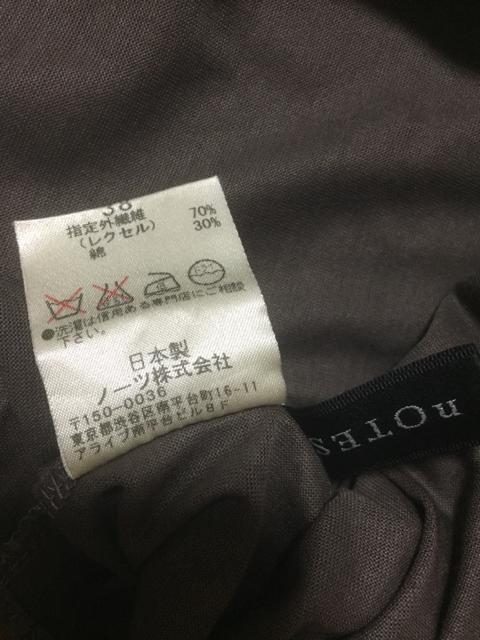 38
指定外繊維 70%
(レクセル) 30%
綿
●洗濯は信用ある専門店にご相談
下さい。
日本製
ノーツ株式会社
〒150-0036
東京都渋谷区南平台町16-11
アライブ南平台ビル8F
NOTES